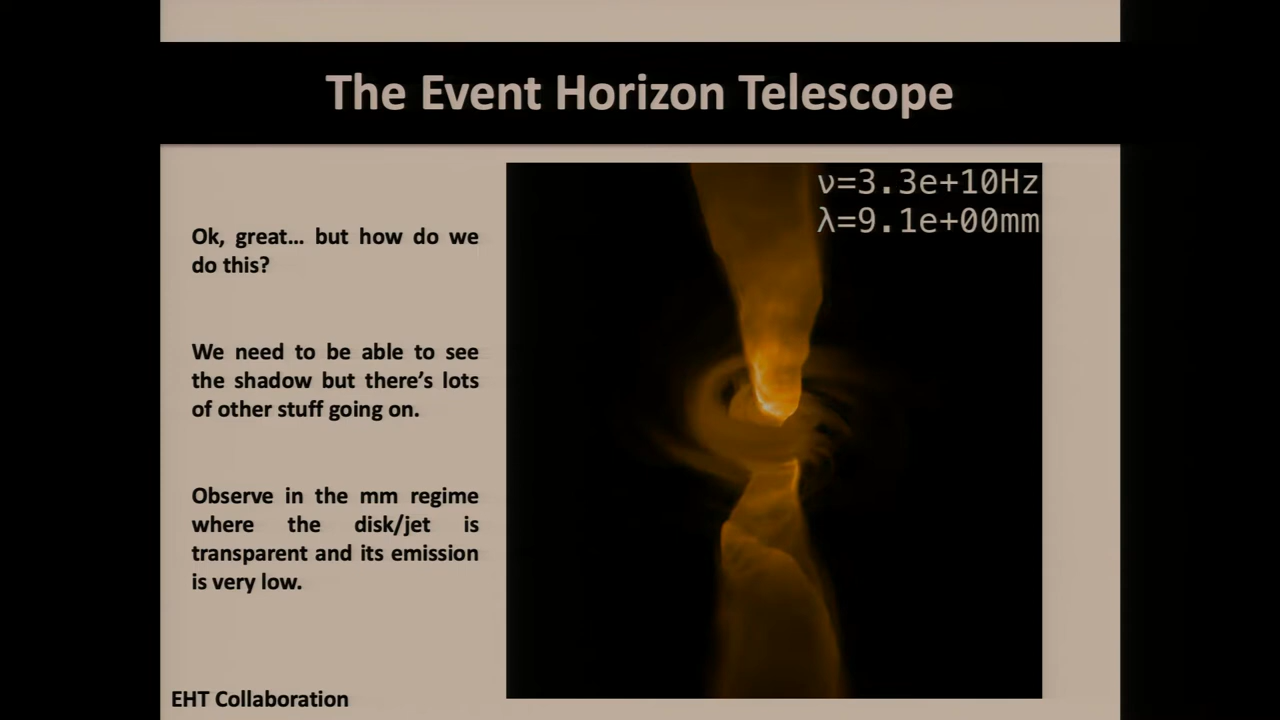 The Event Horizon Telescope
ν=3.3e+10Hz
λ=9.1e+00mm
Ok, great… but how do we
do this?
We need to be able to see
the shadow but there’s lots
of other stuff going on.
Observe in the mm regime
where the disk/jet is
transparent and its emission
is very low.
EHT Collaboration